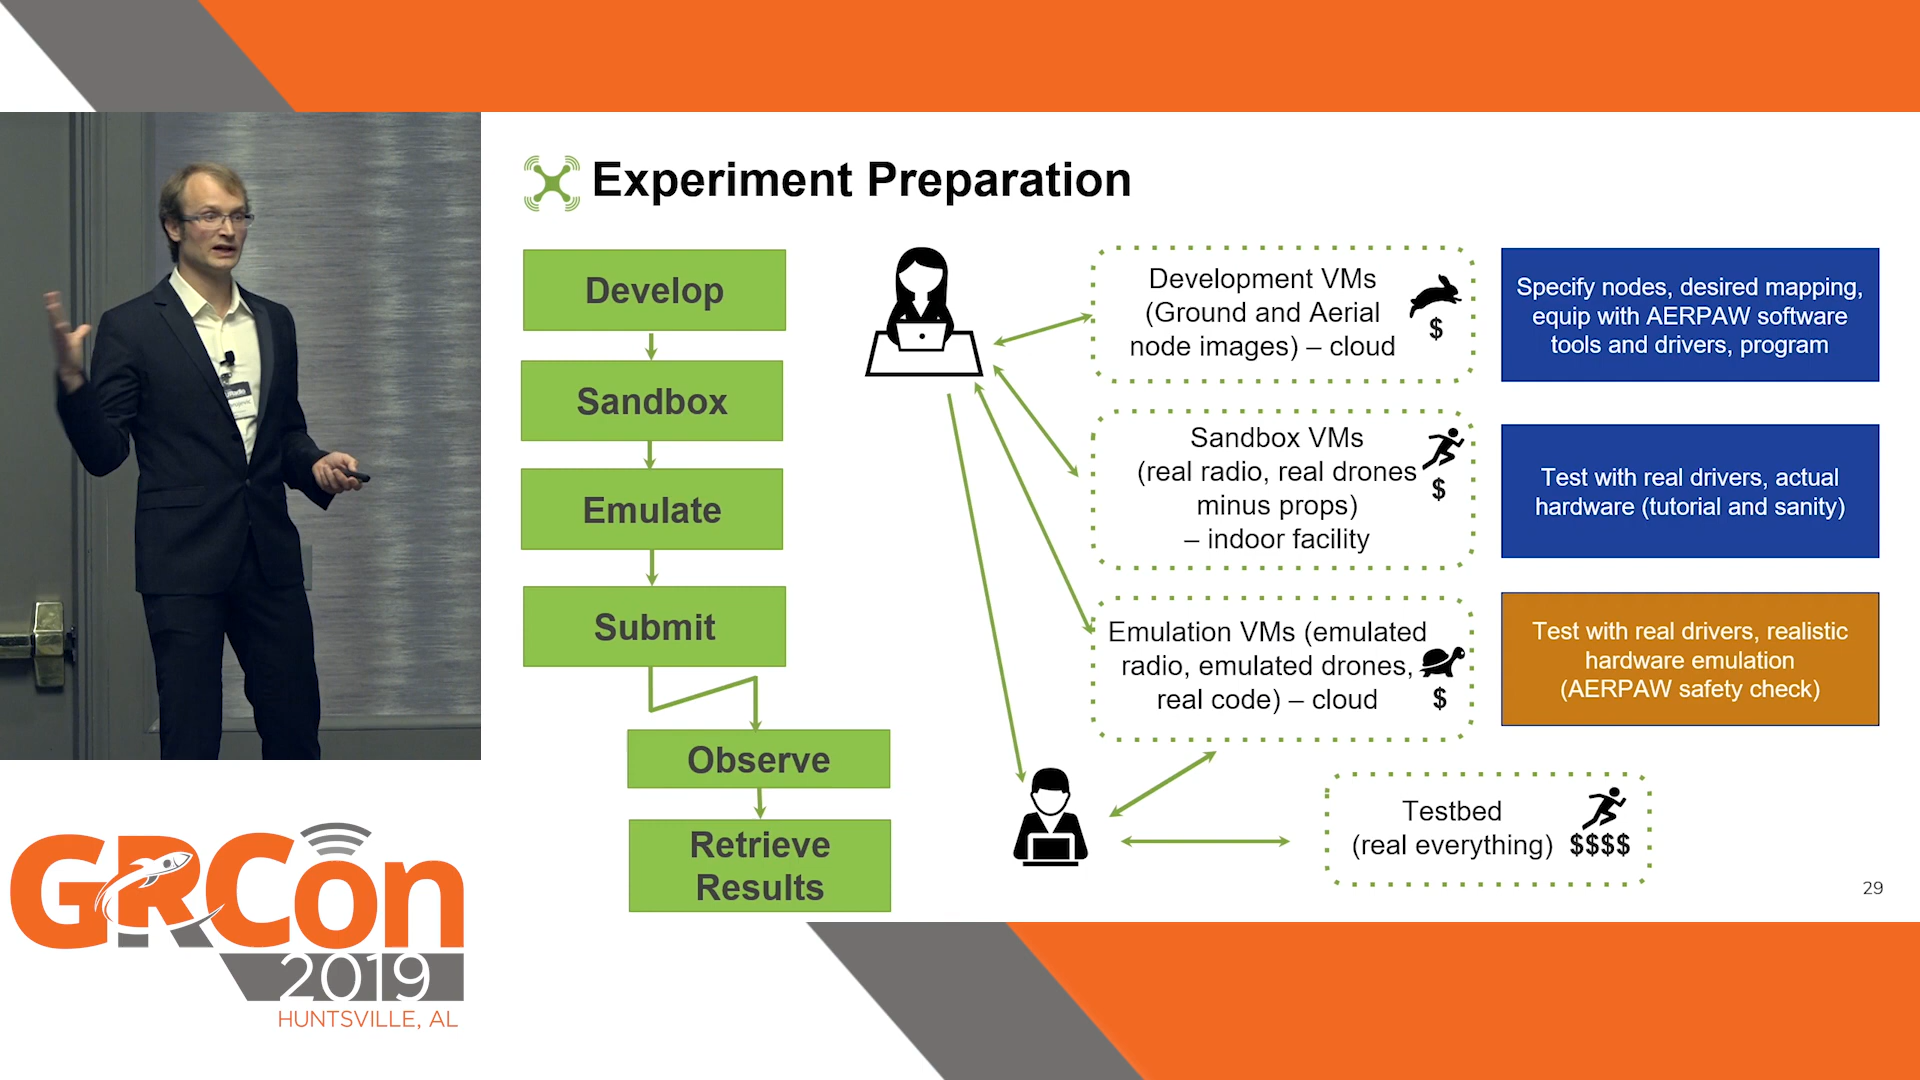 Experiment Preparation
Develop
Sandbox
Emulate
Submit
Observe
Retrieve
Results
Development VMs
(Ground and Aerial
node images) – cloud
$
Sandbox VMs
(real radio, real drones
minus props)
– indoor facility
$
Emulation VMs (emulated
radio, emulated drones,
real code) – cloud
$
Testbed
(real everything)
$$$$
Specify nodes, desired mapping,
equip with AERPAW software
tools and drivers, program
Test with real drivers, actual
hardware (tutorial and sanity)
Test with real drivers, realistic
hardware emulation
(AERPAW safety check)
29
GRCon
2019
HUNTSVILLE, AL